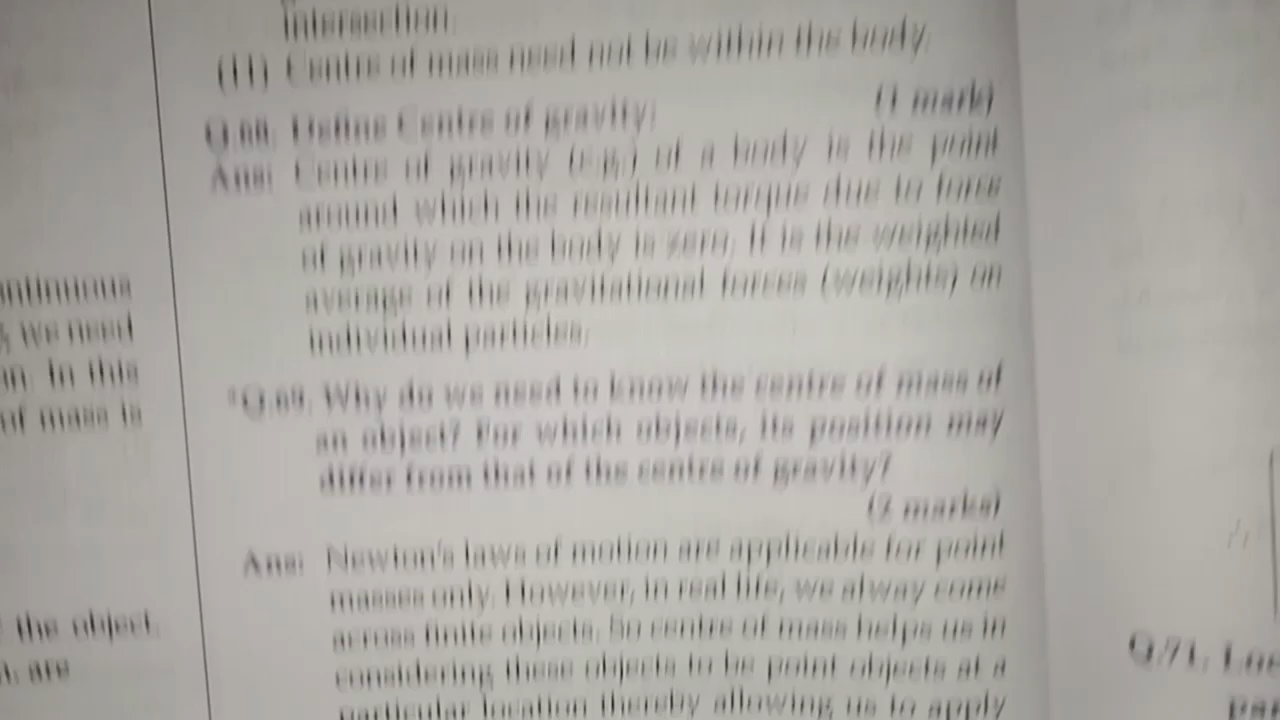 ntinuous
we need
In this
of mass is
the object.
are
intersection.
(11) Centre of mass need not be within the body.
Q.68. Define Centre of gravity. (1 mark)
Ans: Centre of gravity (c.g.) of a body is the point
around which the resultant torque due to force
of gravity on the body is zero. It is the weighted
average of the gravitational forces (weights) on
individual particles.
*Q.69. Why do we need to know the centre of mass of
an object? For which objects, its position may
differ from that of the centre of gravity?
(2 marks)
Ans: Newton's laws of motion are applicable for point
masses only. However, in real life, we alway come
across finite objects. So centre of mass helps us in
considering these objects to be point objects at a
particular location thereby allowing us to apply
Q.71.